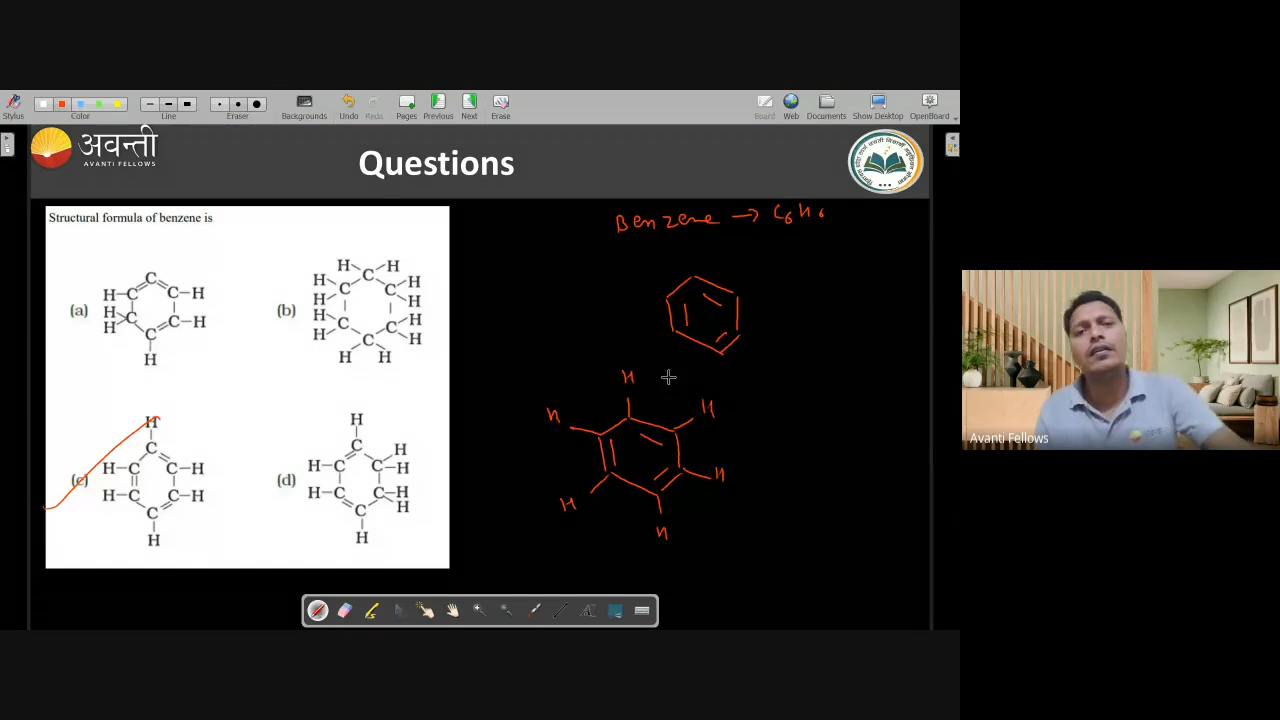 Stylus
Color
Line
Eraser
Backgrounds
Undo
Redo
Pages
Previous
Next
Erase
Board
Web
Documents
Show Desktop
OpenBoard
अवन्ती
AVANTI FELLOWS
Questions
Structural formula of benzene is
Benzene → C6H6
(a)
H C C C H
H
H C C H
C
H
(b)
H C H
H C C H
H H
H C C H
H C H
H H
(c)
H
C
H C C H
H C C H
C
H
(d)
H
C H
H C C H
H C C H
C H
H
H
H H
H H
H
Avanti Fellows